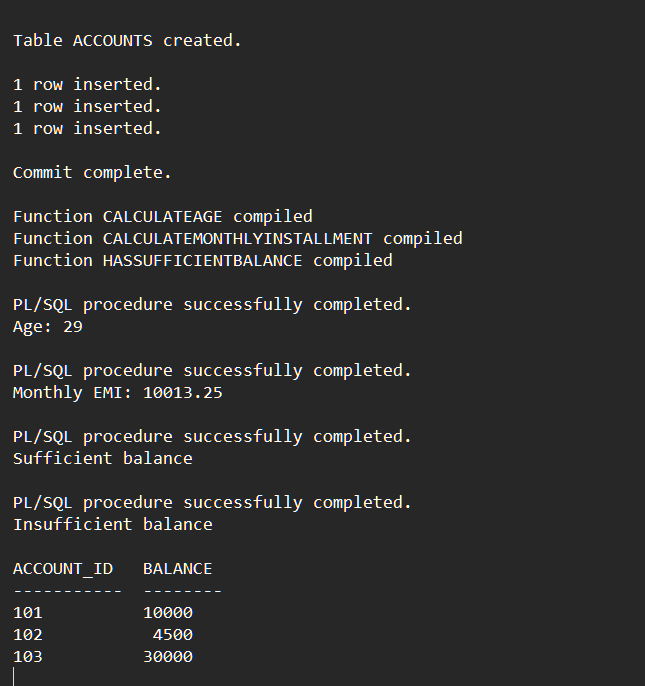 Table ACCOUNTS created.
1 row inserted.
1 row inserted.
1 row inserted.
Commit complete.
Function CALCULATEAGE compiled
Function CALCULATEMONTHLYINSTALLMENT compiled
Function HASSUFFICIENTBALANCE compiled
PL/SQL procedure successfully completed.
Age: 29
PL/SQL procedure successfully completed.
Monthly EMI: 10013.25
PL/SQL procedure successfully completed.
Sufficient balance
PL/SQL procedure successfully completed.
Insufficient balance
ACCOUNT_ID   BALANCE
-----------  --------
101          10000
102           4500
103          30000